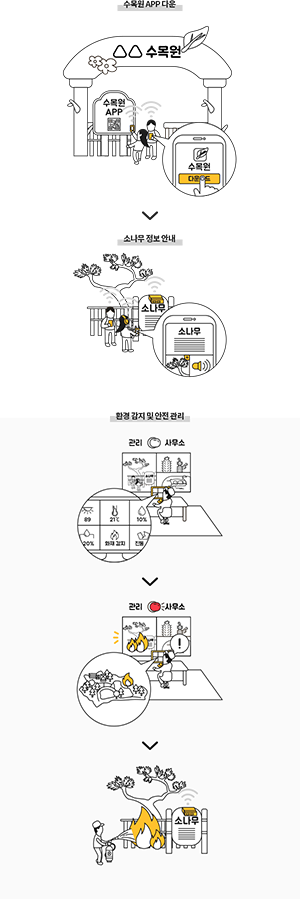 수목원 APP 다운
△△ 수목원
수목원
APP
수목원
다운로드
소나무 정보 안내
소나무
소나무
환경 감지 및 안전 관리
관리 사무소
89 21℃ 10%
20% 화재 감지 진동
관리 사무소
!
소나무